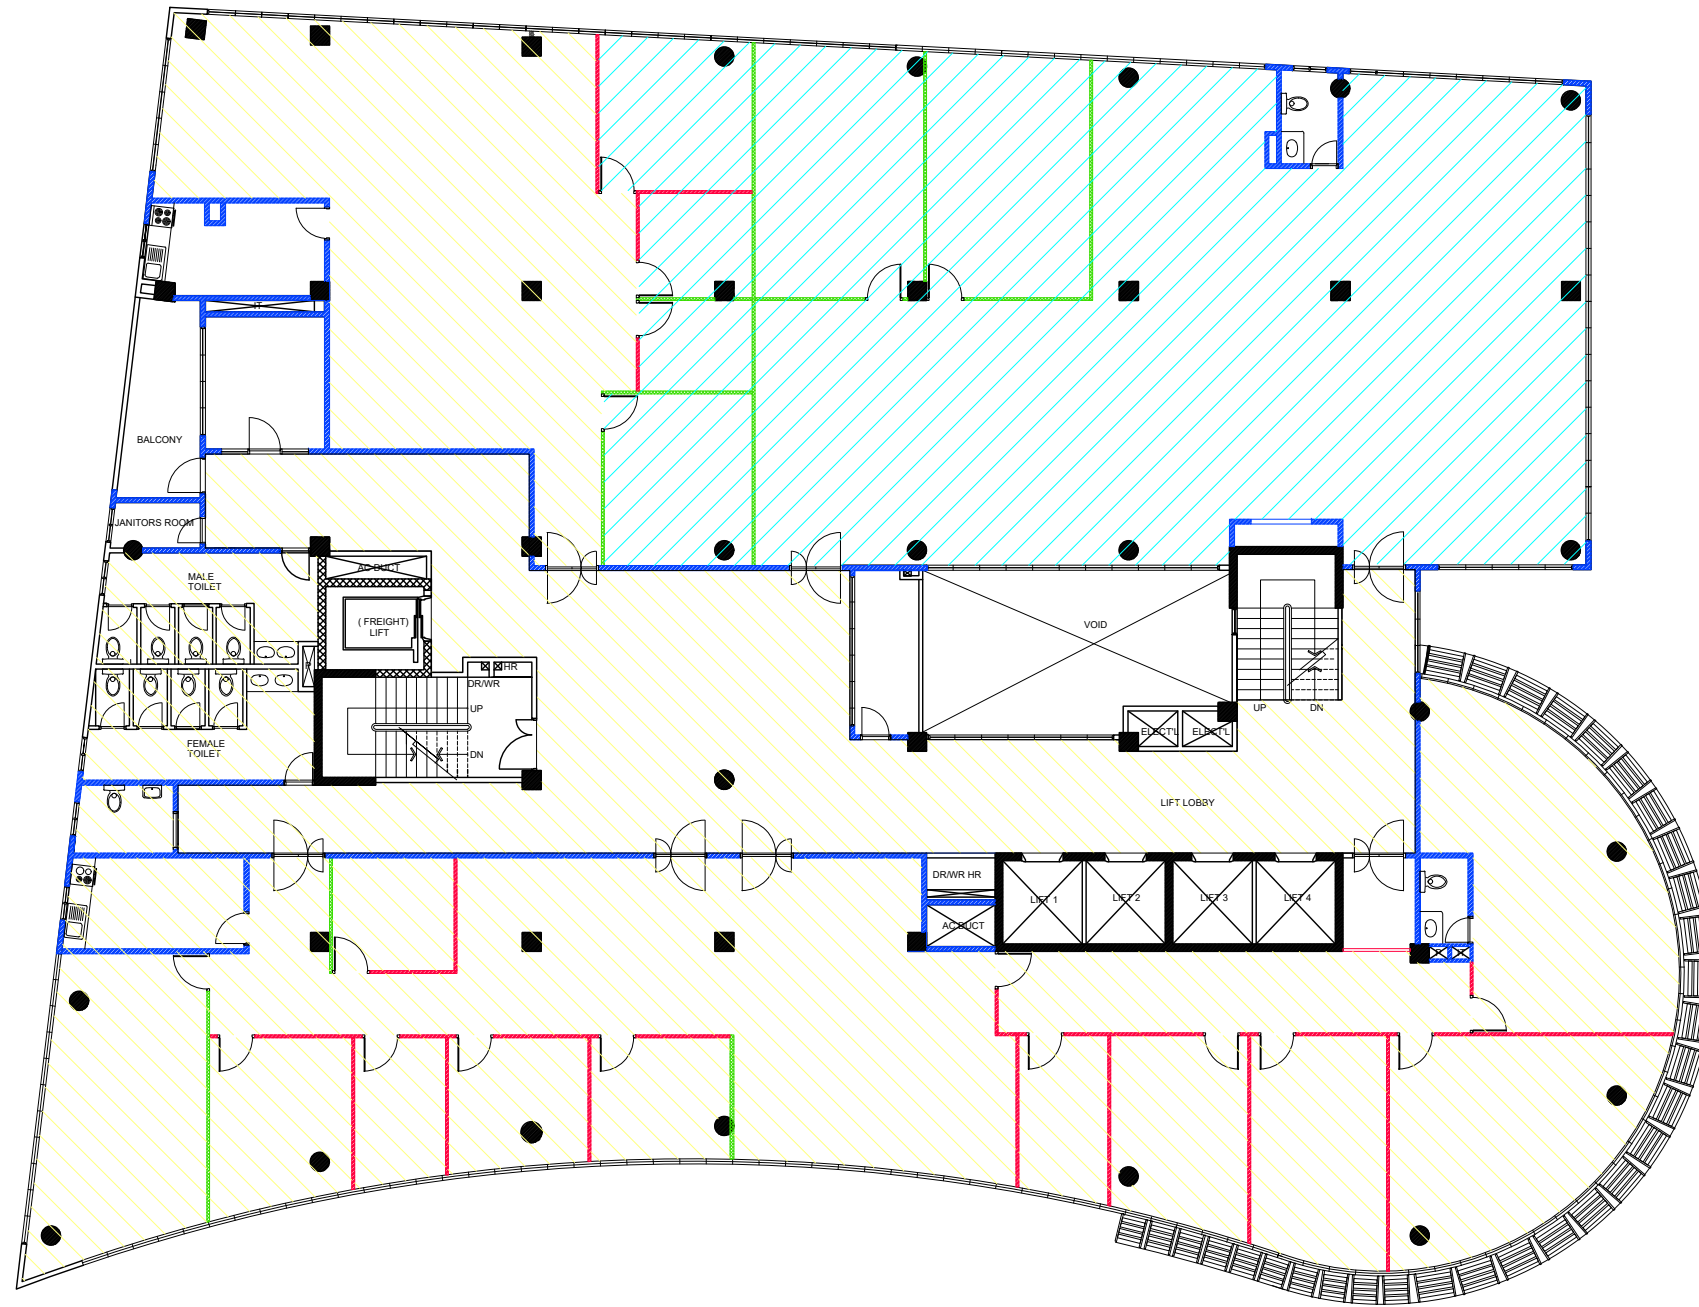 IT
BALCONY
JANITORS ROOM
AC DUCT
MALE
TOILET
( FREIGHT)
LIFT
VOID
HR
DR/WR
UP
UP
DN
ELECT'L
ELECT'L
FEMALE
TOILET
DN
LIFT LOBBY
DR/WR HR
LIFT 1
LIFT 2
LIFT 3
LIFT 4
AC DUCT